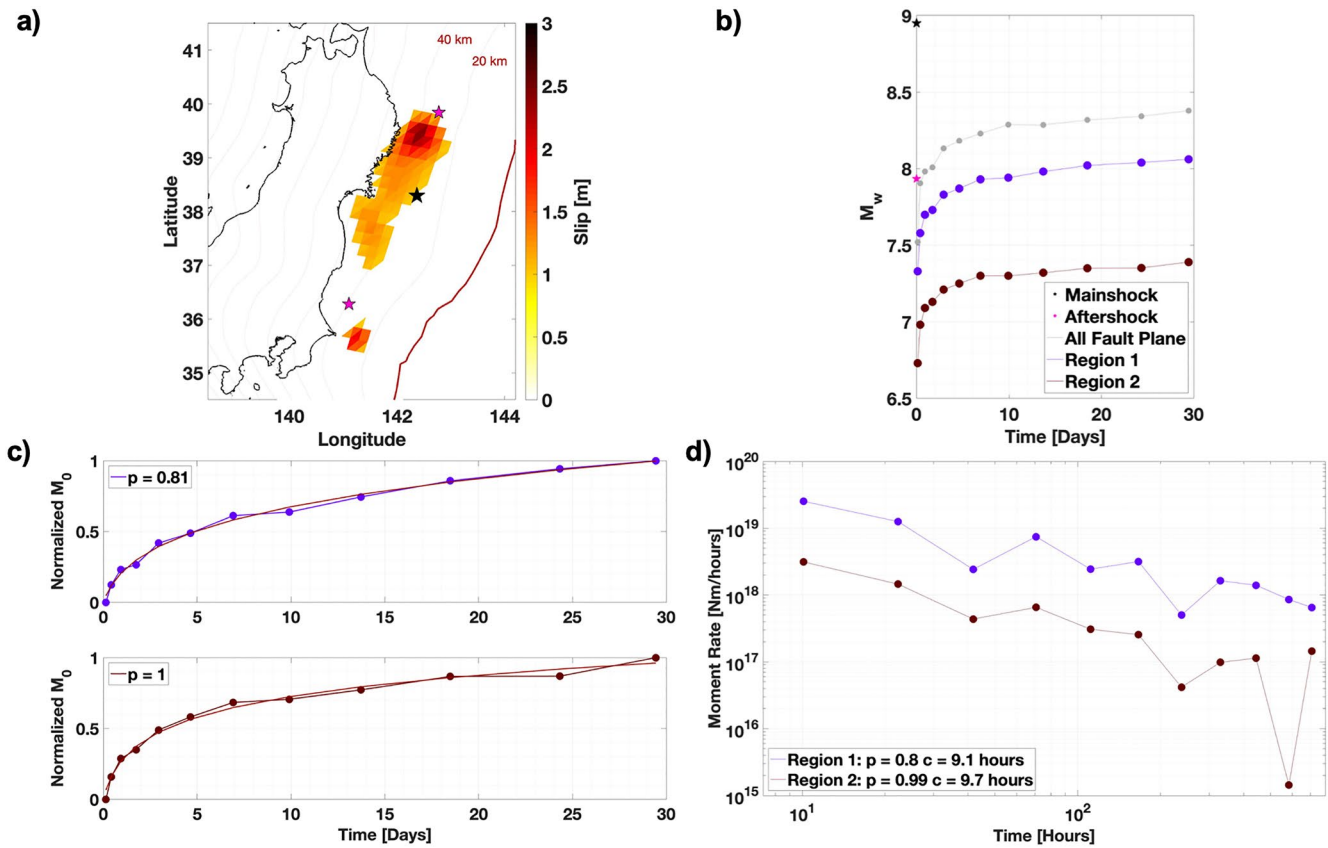 a)
40 km
20 km
41
40
39
38
37
36
35
Latitude
140
142
144
Longitude
3
2.5
2
1.5
1
0.5
0
Slip [m]
b)
9
8.5
8
7.5
7
6.5
Mw
0
10
20
30
Time [Days]
Mainshock
Aftershock
All Fault Plane
Region 1
Region 2
c)
1
0.5
0
Normalized M0
p = 0.81
0
5
10
15
20
25
30
1
0.5
0
Normalized M0
p = 1
0
5
10
15
20
25
30
Time [Days]
d)
10^20
10^19
10^18
10^17
10^16
10^15
Moment Rate [Nm/hours]
Region 1: p = 0.8 c = 9.1 hours
Region 2: p = 0.99 c = 9.7 hours
10^1
10^2
Time [Hours]